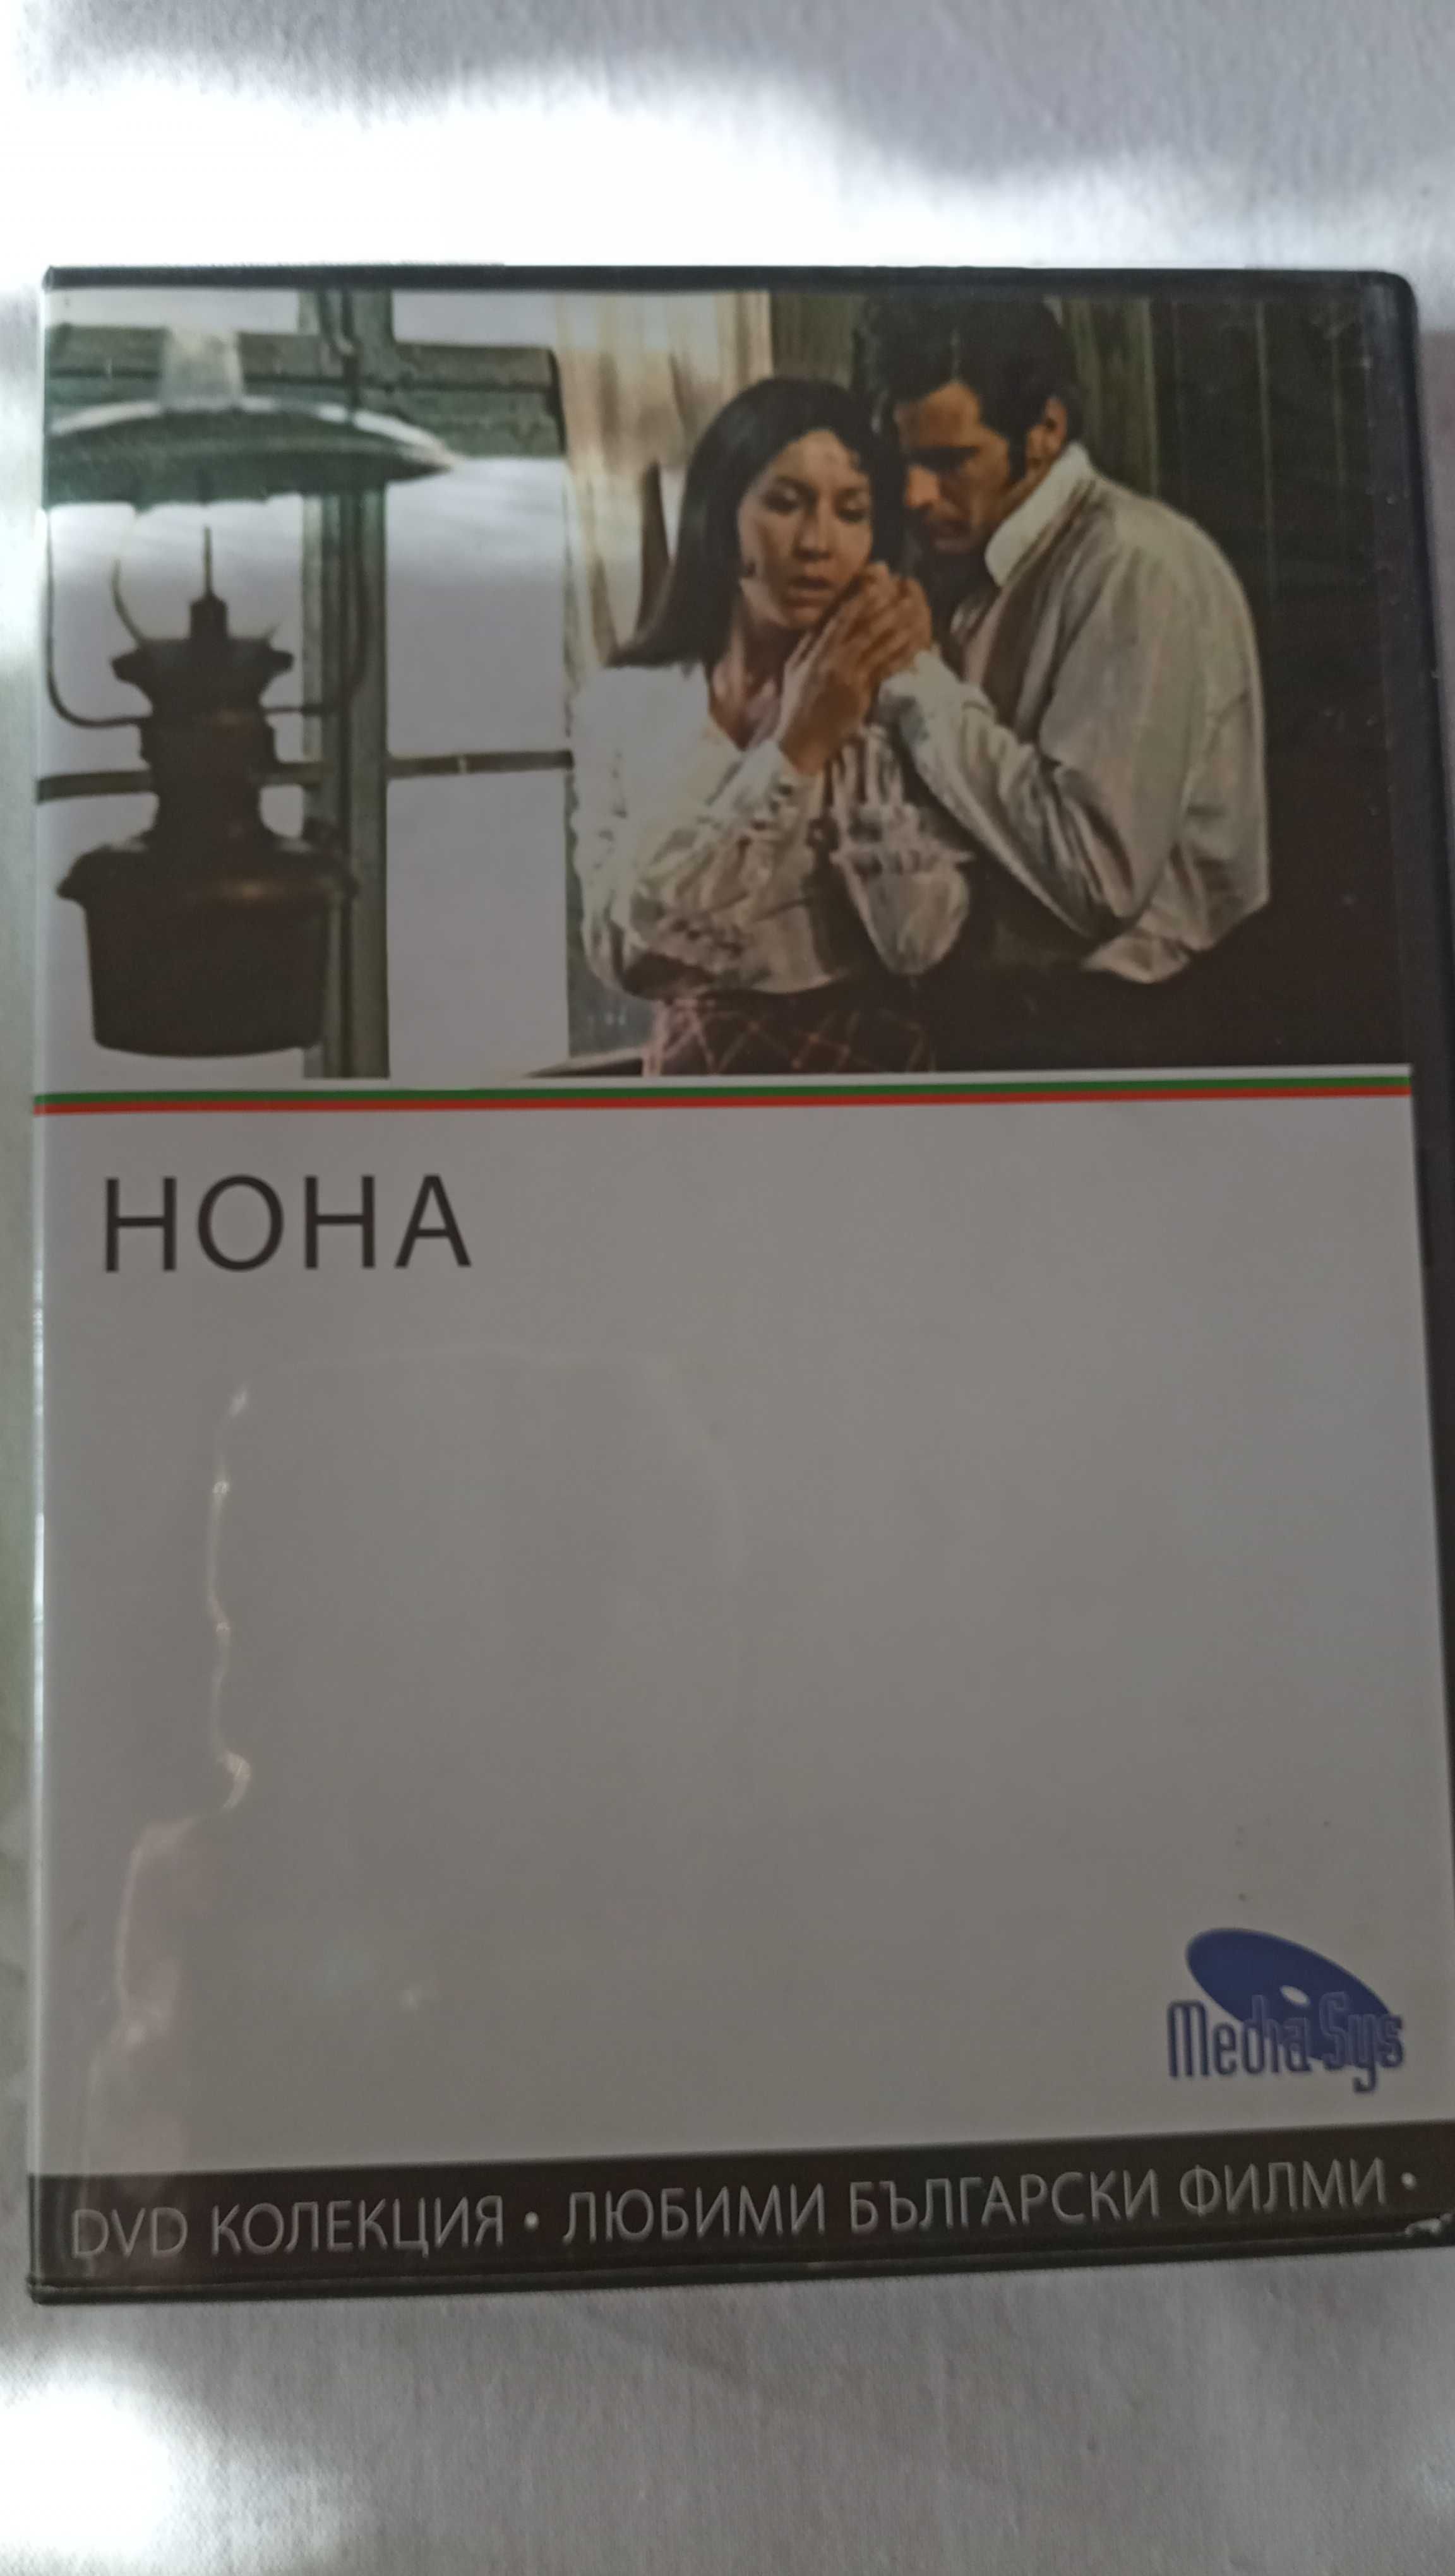 НОНА
Media Sys
DVD КОЛЕКЦИЯ • ЛЮБИМИ БЪЛГАРСКИ ФИЛМИ •